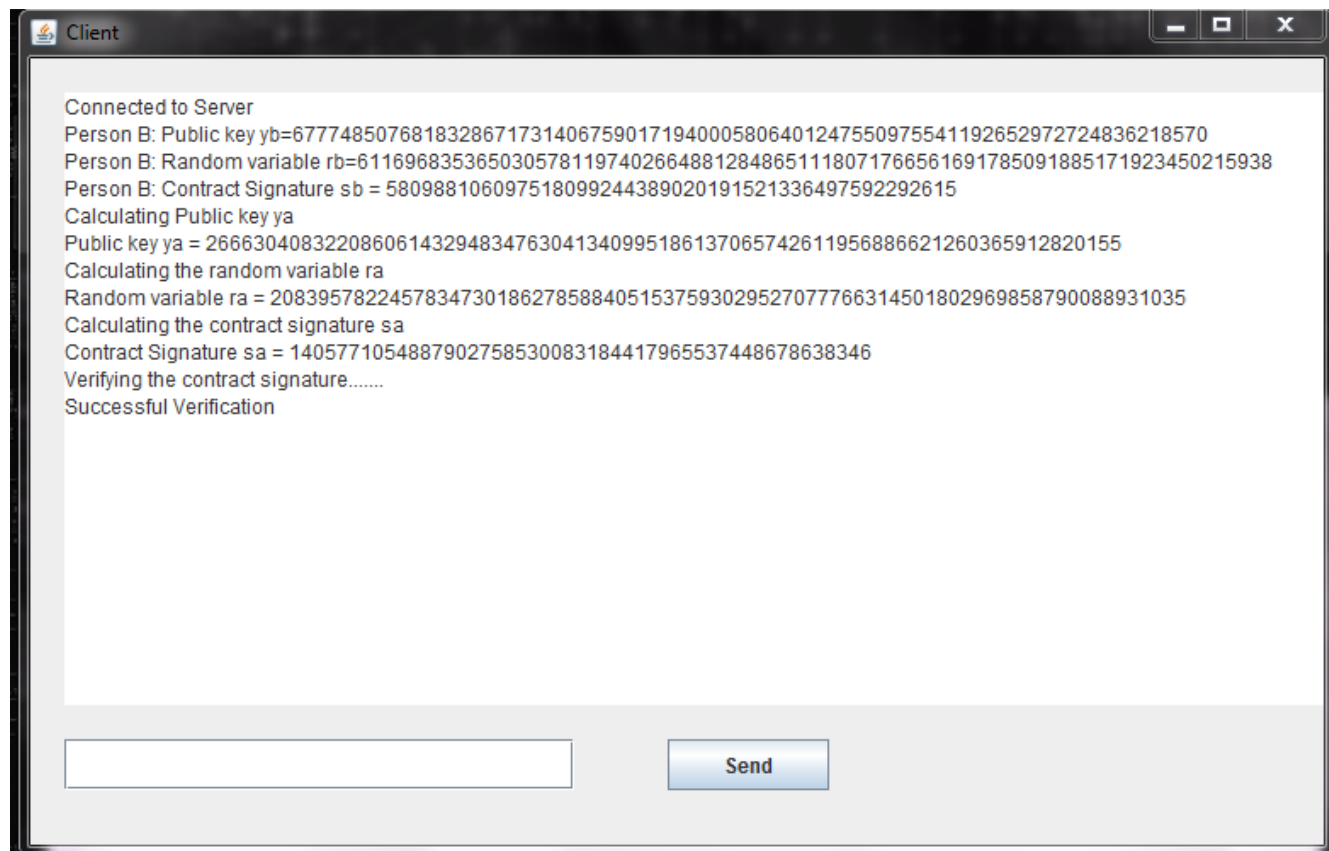 Client
Connected to Server
Person B: Public key yb=67774850768183286717314067590171940005806401247550975541192652972724836218570
Person B: Random variable rb=61169683536503057811974026648812848651118071766561691785091885171923450215938
Person B: Contract Signature sb = 580988106097518099244389020191521336497592292615
Calculating Public key ya
Public key ya = 26663040832208606143294834763041340995186137065742611956886621260365912820155
Calculating the random variable ra
Random variable ra = 20839578224578347301862785884051537593029527077766314501802969858790088931035
Calculating the contract signature sa
Contract Signature sa = 140577105488790275853008318441796553744867863 8346
Verifying the contract signature.......
Successful Verification
Send